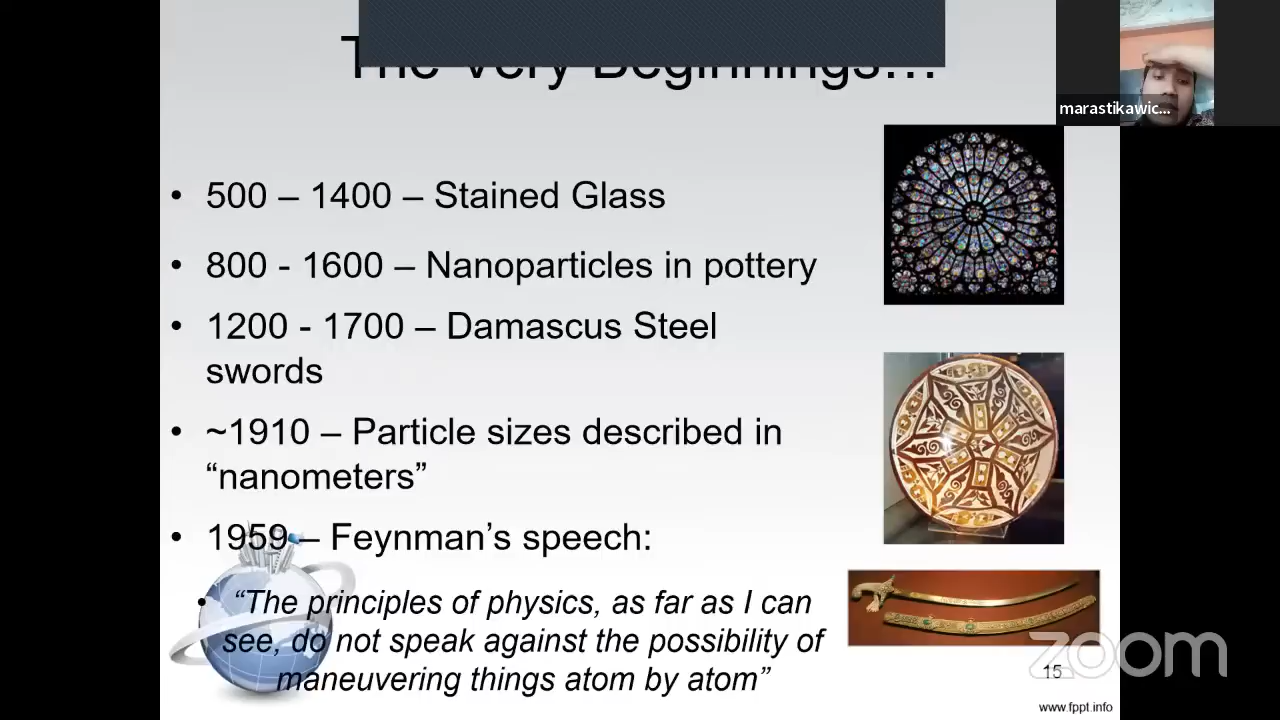 The Very Beginnings…
marastikawic...
• 500 – 1400 – Stained Glass
• 800 - 1600 – Nanoparticles in pottery
• 1200 - 1700 – Damascus Steel
swords
• ~1910 – Particle sizes described in
“nanometers”
• 1959 – Feynman’s speech:
• “The principles of physics, as far as I can
see, do not speak against the possibility of
maneuvering things atom by atom”
zoom
15
www.fppt.info